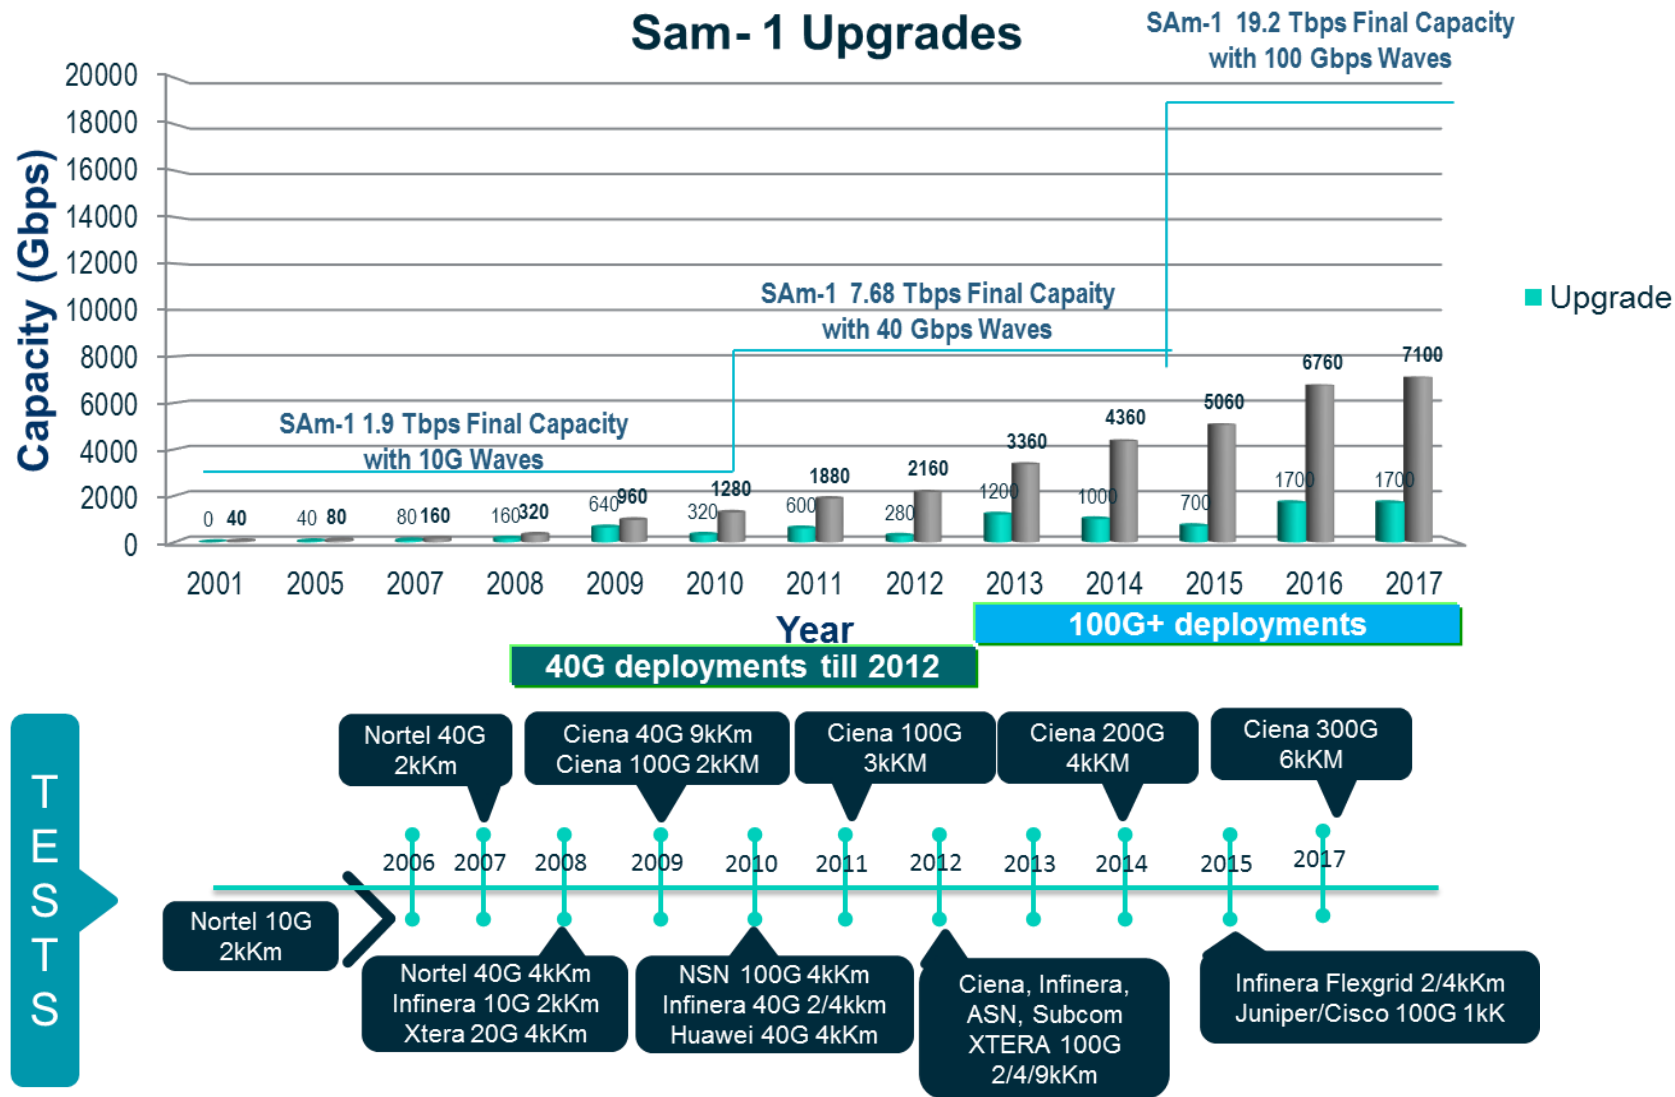 Sam- 1 Upgrades
SAm-1 19.2 Tbps Final Capacity
with 100 Gbps Waves
Capacity (Gbps)
20000
18000
16000
14000
12000
10000
8000
6000
4000
2000
0
SAm-1 7.68 Tbps Final Capaity
with 40 Gbps Waves
SAm-1 1.9 Tbps Final Capacity
with 10G Waves
Upgrade
0 40 40 80 80 160 160 320 640 960 320 1280 600 1880 280 2160 1200 3360 1000 4360 700 5060 1700 6760 1700 7100
2001 2005 2007 2008 2009 2010 2011 2012 2013 2014 2015 2016 2017
Year
100G+ deployments
40G deployments till 2012
TESTS
Nortel 40G
2kKm
Ciena 40G 9kKm
Ciena 100G 2kKM
Ciena 100G
3kKM
Ciena 200G
4kKM
Ciena 300G
6kKM
2006 2007 2008 2009 2010 2011 2012 2013 2014 2015 2017
Nortel 10G
2kKm
Nortel 40G 4kKm
Infinera 10G 2kKm
Xtera 20G 4kKm
NSN 100G 4kKm
Infinera 40G 2/4kkm
Huawei 40G 4kKm
Ciena, Infinera,
ASN, Subcom
XTERA 100G
2/4/9kKm
Infinera Flexgrid 2/4kKm
Juniper/Cisco 100G 1kK